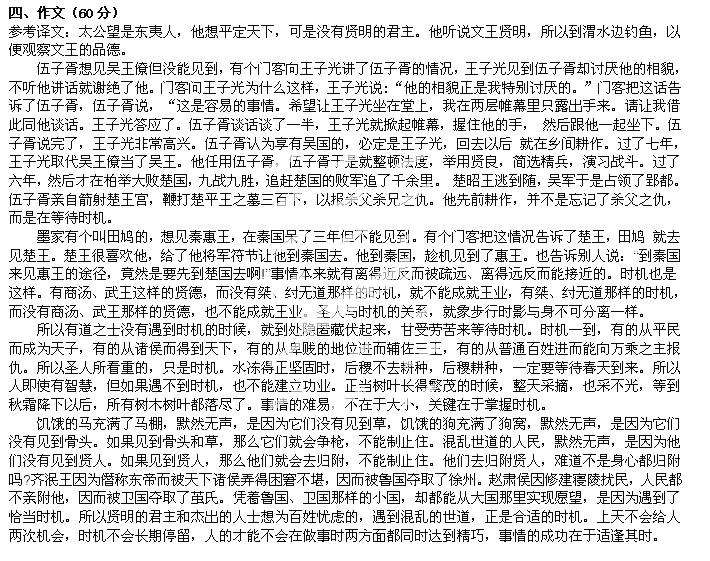 四、作文（60 分）
参考译文：太公望是东夷人，他想平定天下，可是没有贤明的君主。他听说文王贤明，所以到渭水边钓鱼，以
便观察文王的品德。
伍子胥想见吴王僚但没能见到，有个门客向王子光讲了伍子胥的情况，王子光见到伍子胥却讨厌他的相貌，
不听他讲话就谢绝了他。门客问王子光为什么这样，王子光说：“他的相貌正是我特别讨厌的。”门客把这话告
诉了伍子胥，伍子胥说，“这是容易的事情。希望让王子光坐在堂上，我在两层帷幕里只露出手来。请让我借
此同他谈话。王子光答应了。伍子胥谈话谈了一半，王子光就掀起帷幕，握住他的手， 然后跟他一起坐下。伍
子胥说完了，王子光非常高兴。伍子胥认为享有吴国的，必定是王子光，回去以后 就在乡间耕作。过了七年，
王子光取代吴王僚当了吴王。他任用伍子胥，伍子胥于是就整顿法度，举用贤良，简选精兵，演习战斗。过了
六年，然后才在柏举大败楚国，九战九胜，追赶楚国的败军追了千余里。 楚昭王逃到随，吴军于是占领了郢都。
伍子胥亲自箭射楚王宫，鞭打楚平王之墓三百下，以报杀父杀兄之仇。他先前耕作，并不是忘记了杀父之仇，
而是在等待时机。
墨家有个叫田鸠的，想见秦惠王，在秦国呆了三年但不能见到。有个门客把这情况告诉了楚王，田鸠 就去
见楚王。楚王很喜欢他，给了他将军符节让他到秦国去。他到秦国，趁机见到了惠王。也告诉别人说：“到秦国
来见惠王的途径，竟然是要先到楚国去啊!”事情本来就有离得近反而被疏远、离得远反而能接近的。时机也是
这样。有商汤、武王这样的贤德，而没有桀、纣无道那样的时机，就不能成就王业，有桀、纣无道那样的时机，
而没有商汤、武王那样的贤德，也不能成就王业。圣人与时机的关系，就象步行时影与身不可分离一样。
所以有道之士没有遇到时机的时候，就到处隐匿藏伏起来，甘受劳苦来等待时机。时机一到，有的从平民
而成为天子，有的从诸侯而得到天下，有的从卑贱的地位进而辅佐三王，有的从普通百姓进而能向万乘之主报
仇。所以圣人所看重的，只是时机。水冻得正坚固时，后稷不去耕种，后稷耕种，一定要等待春天到来。所以
人即使有智慧，但如果遇不到时机，也不能建立功业。正当树叶长得繁茂的时候，整天采摘，也采不光，等到
秋霜降下以后，所有树木树叶都落尽了。事情的难易，不在于大小，关键在于掌握时机。
饥饿的马充满了马棚，默然无声，是因为它们没有见到草，饥饿的狗充满了狗窝，默然无声，是因为它们
没有见到骨头。如果见到骨头和草，那么它们就会争抢，不能制止住。混乱世道的人民，默然无声，是因为他
们没有见到贤人。如果见到贤人，那么他们就会去归附，不能制止住。他们去归附贤人，难道不是身心都归附
吗?齐泯王因为僭称东帝而被天下诸侯弄得困窘不堪，因而被鲁国夺取了徐州。赵肃侯因修建寝陵扰民，人民都
不亲附他，因而被卫国夺取了茧氏。凭着鲁国、卫国那样的小国，却都能从大国那里实现愿望，是因为遇到了
恰当时机。所以贤明的君主和杰出的人士想为百姓忧虑的，遇到混乱的世道，正是合适的时机。上天不会给人
两次机会，时机不会长期停留，人的才能不会在做事时两方面都同时达到精巧，事情的成功在于适逢其时。